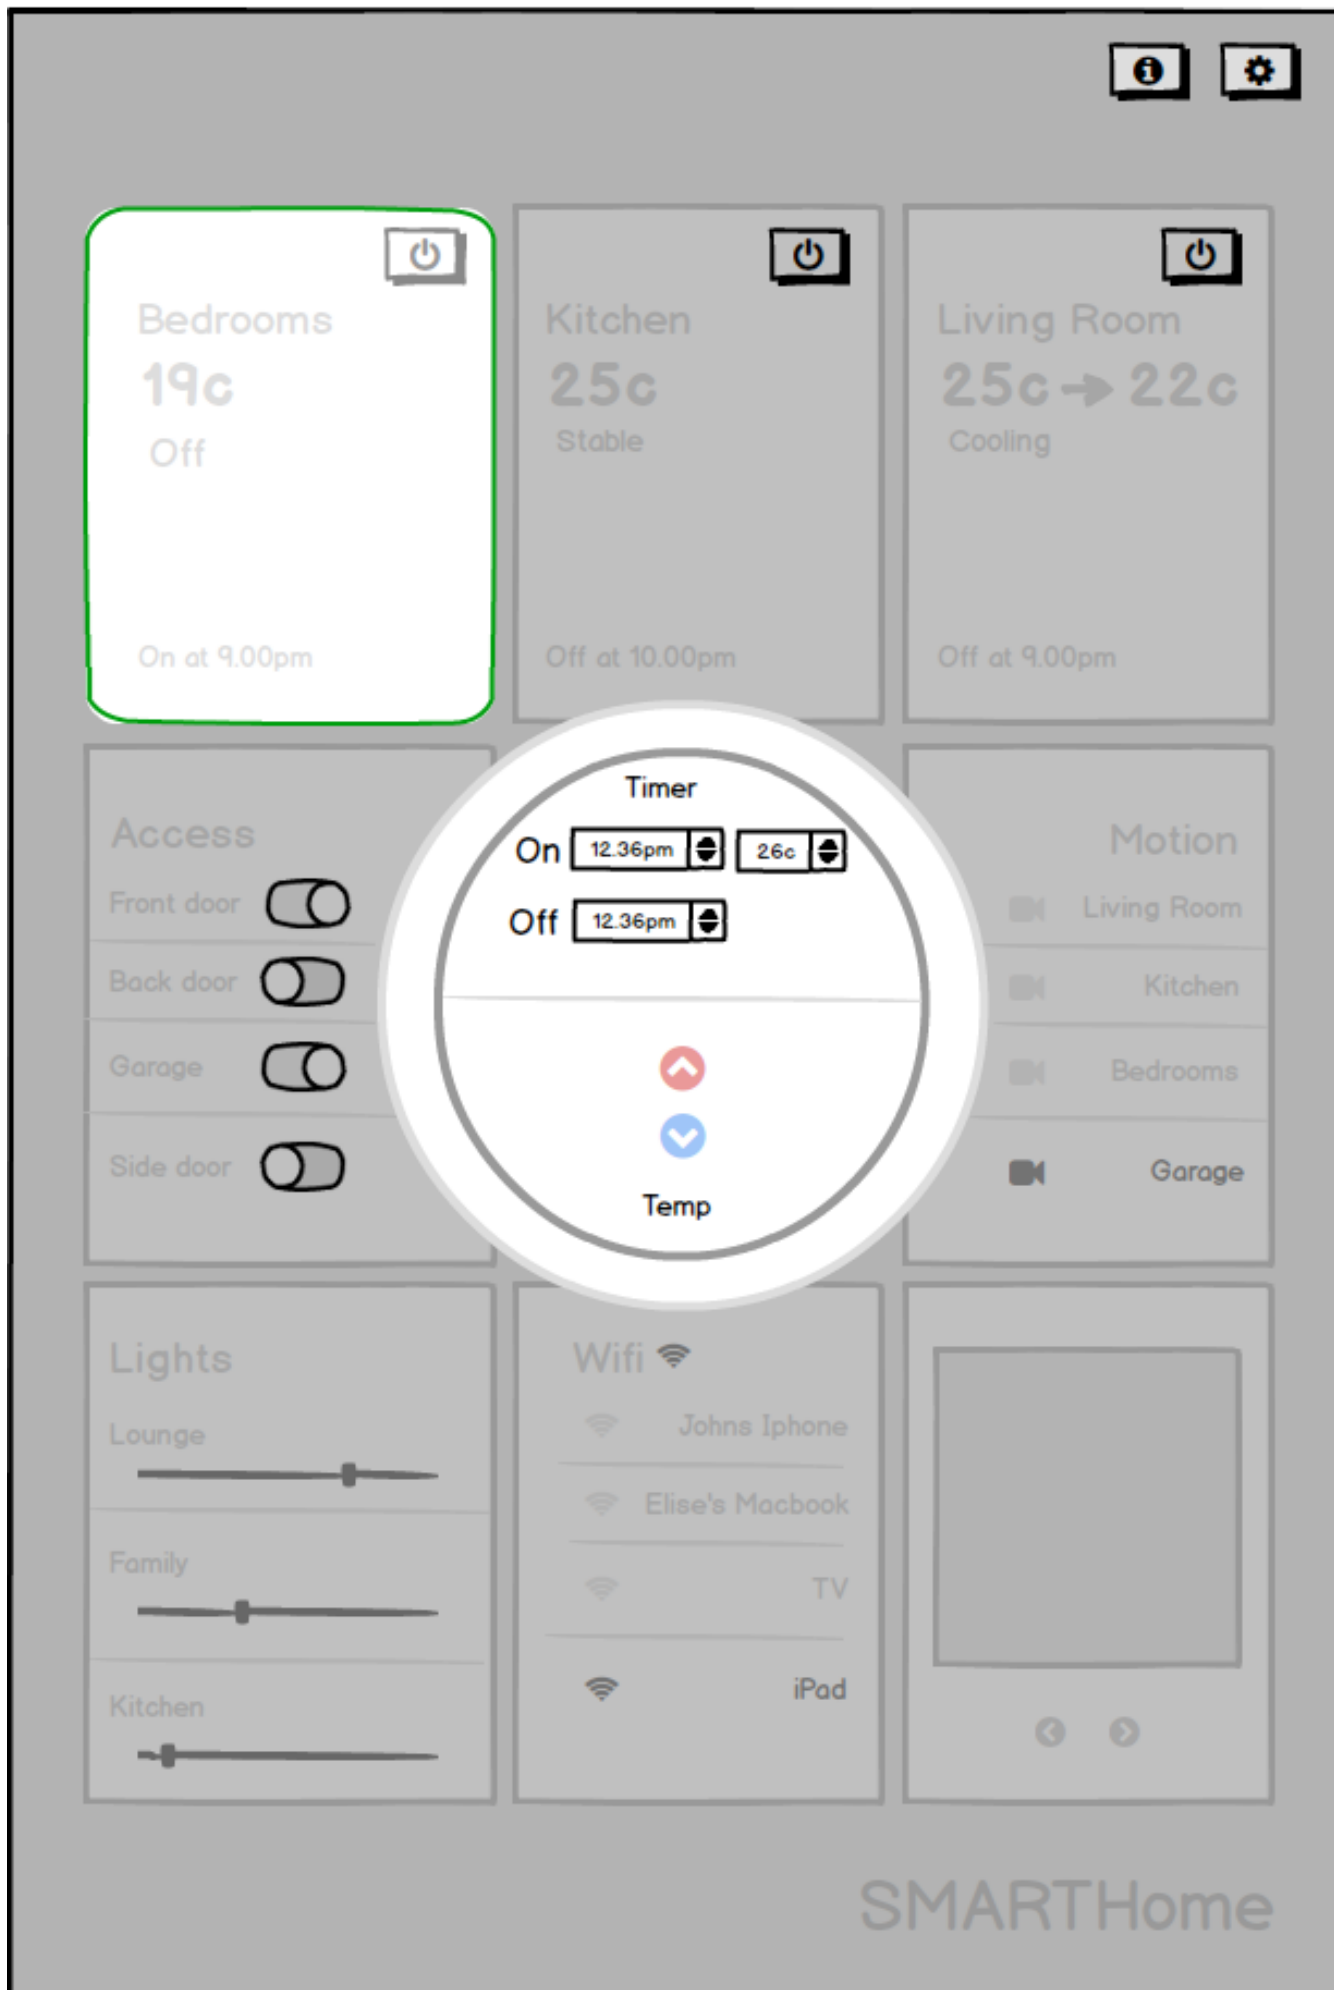 Bedrooms
19c
Off
On at 9.00pm
Kitchen
25c
Stable
Off at 10.00pm
Living Room
25c 22c
Cooling
Off at 9.00pm
Access
Front door
Back door
Garage
Side door
Timer
On 12.36pm 26c
Off 12.36pm
Temp
Motion
Living Room
Kitchen
Bedrooms
Garage
Lights
Lounge
Family
Kitchen
Wifi
Johns Iphone
Elise's Macbook
TV
iPad
SMARTHome